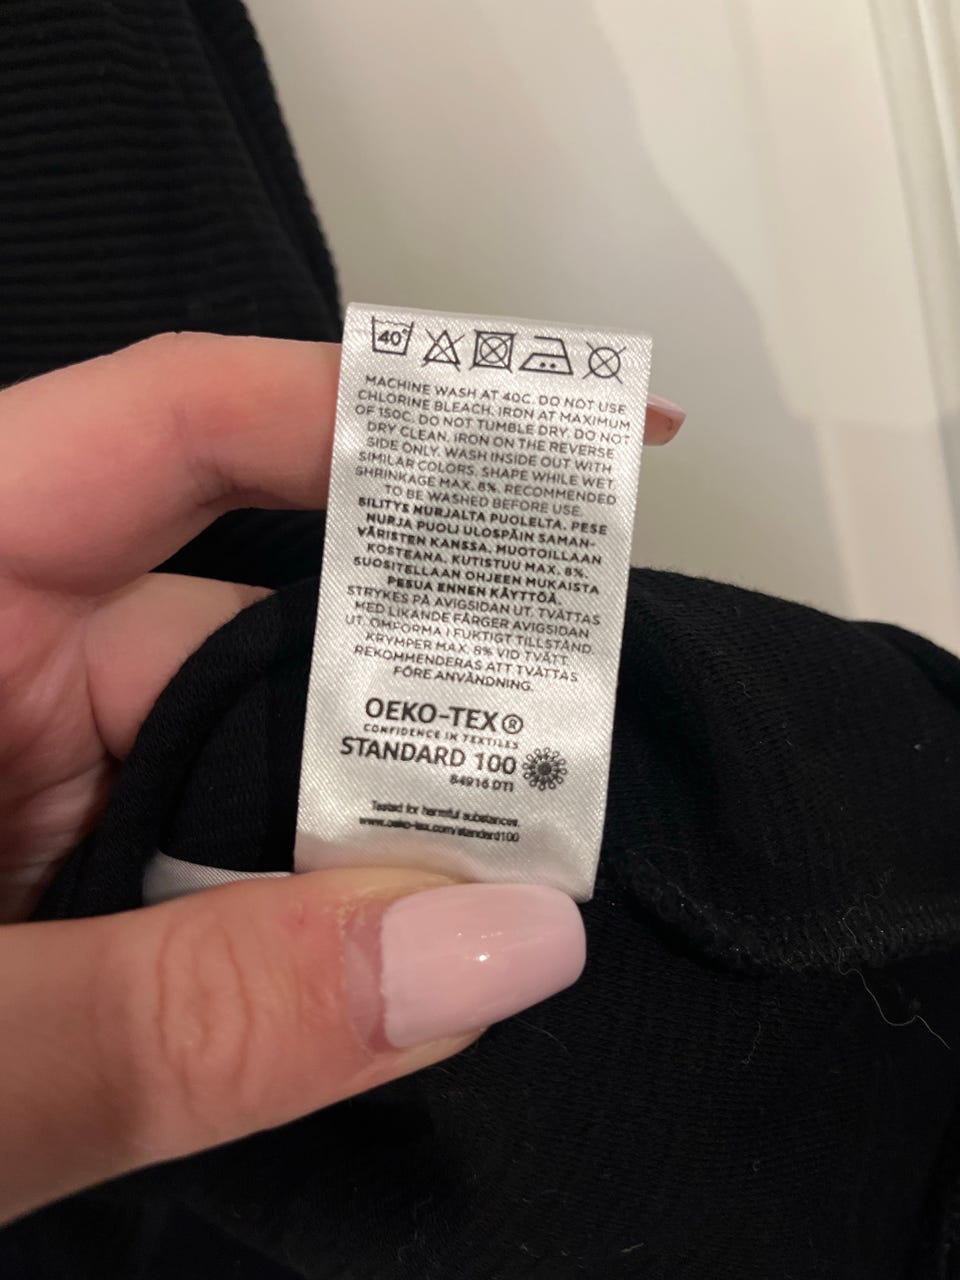 40°
MACHINE WASH AT 40C. DO NOT USE
CHLORINE BLEACH. IRON AT MAXIMUM
OF 150C. DO NOT TUMBLE DRY. DO NOT
DRY CLEAN. IRON ON THE REVERSE
SIDE ONLY. WASH INSIDE OUT WITH
SIMILAR COLORS. SHAPE WHILE WET.
SHRINKAGE MAX. 8%. RECOMMENDED
TO BE WASHED BEFORE USE.
SILITYS NURJALTA PUOLELTA. PESE
NURJA PUOLI ULOSPÄIN SAMAN-
VÄRISTEN KANSSA. MUOTOILLAAN
KOSTEANA. KUTISTUU MAX. 8%.
SUOSITELLAAN OHJEEN MUKAISTA
PESUA ENNEN KÄYTTÖÄ
STRYKES PÅ AVIGSIDAN UT. TVÄTTAS
MED LIKANDE FÄRGER AVIGSIDAN
UT. OMFORMA I FUKTIGT TILLSTÅND.
KRYMPER MAX. 8% VID TVÄTT.
REKOMMENDERAS ATT TVÄTTAS
FÖRE ANVÄNDNING.
OEKO-TEX®
CONFIDENCE IN TEXTILES
STANDARD 100
84916 DTI
Tested for harmful substances.
www.oeko-tex.com/standard100